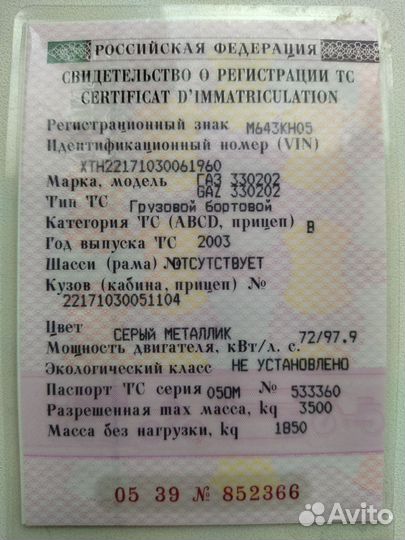 РОССИЙСКАЯ ФЕДЕРАЦИЯ
СВИДЕТЕЛЬСТВО О РЕГИСТРАЦИИ ТС
CERTIFICAT D'IMMATRICULATION
Регистрационный знак М643КН05
Идентификационный номер (VIN)
ХТН22171030061960
Марка, модель ГАЗ 330202
GAZ 330202
Тип ТС Грузовой бортовой
Категория ТС (ABCD, прицеп) B
Год выпуска ТС 2003
Шасси (рама) № ОТСУТСТВУЕТ
Кузов (кабина, прицеп) №
22171030051104
Цвет СЕРЫЙ МЕТАЛЛИК
Мощность двигателя, кВт/л. с. 72/97.9
Экологический класс НЕ УСТАНОВЛЕНО
Паспорт ТС серия 05ОМ № 533360
Разрешенная max масса, kg 3500
Масса без нагрузки, kg 1850
05 39 № 852366
Avito